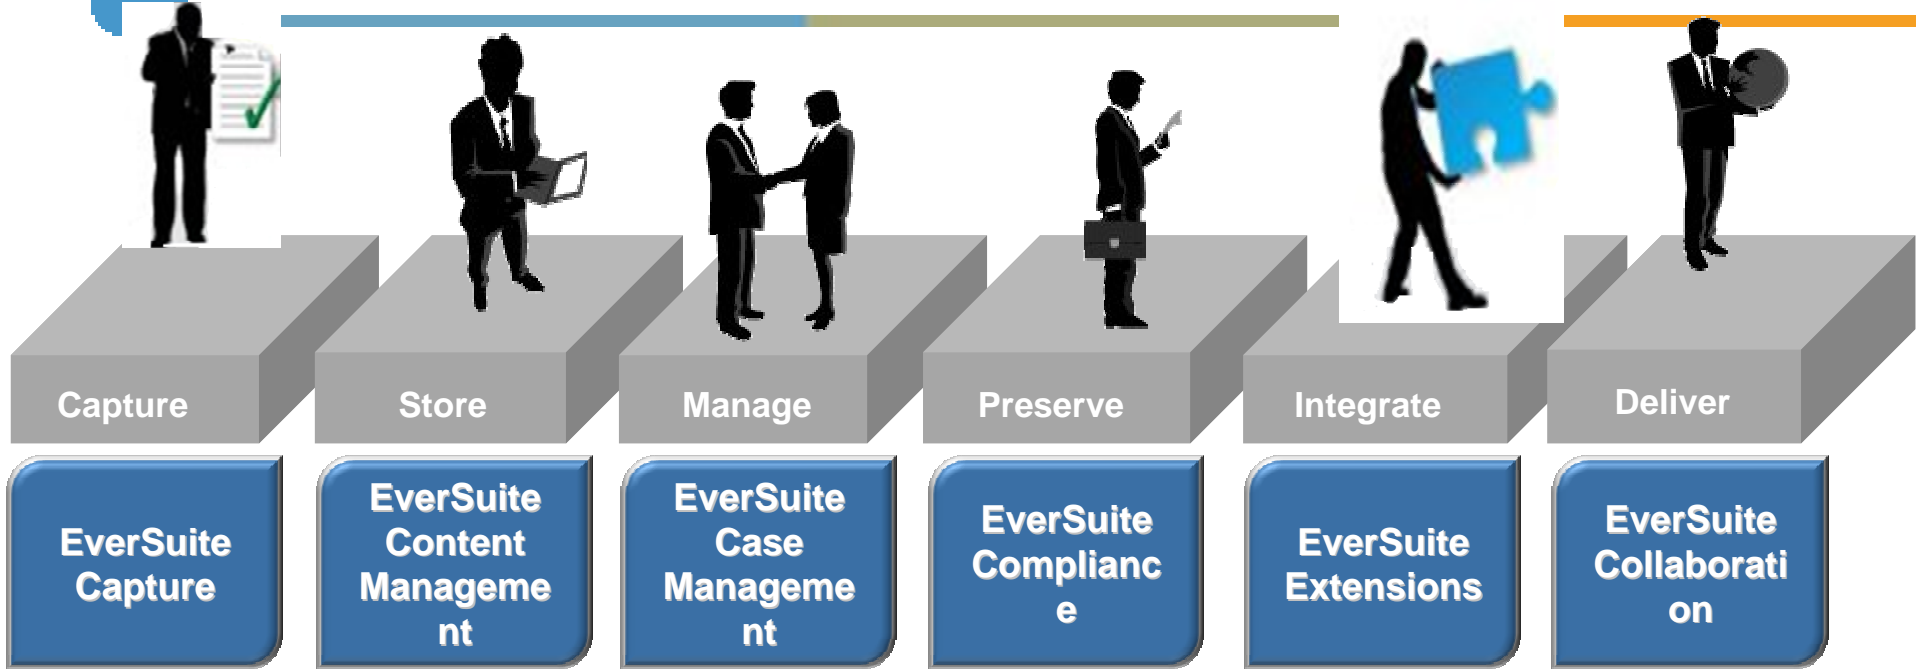 Capture
Store
Manage
Preserve
Integrate
Deliver
EverSuite
Capture
EverSuite
Content
Manageme
nt
EverSuite
Case
Manageme
nt
EverSuite
Complianc
e
EverSuite
Extensions
EverSuite
Collaborati
on